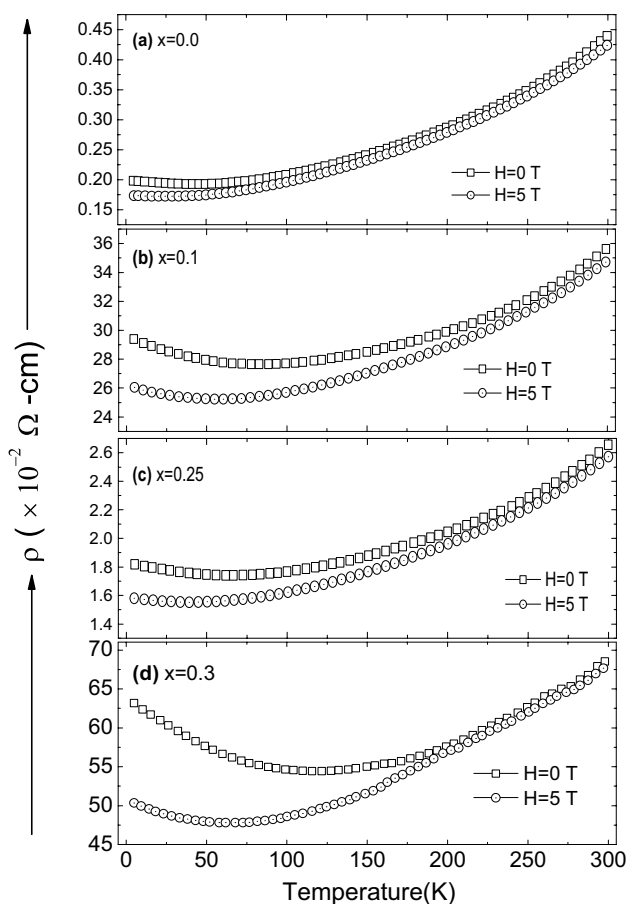 (a) x=0.0
0.45
0.40
0.35
0.30
0.25
0.20
0.15
H=0 T
H=5 T
(b) x=0.1
36
34
32
30
28
26
24
H=0 T
H=5 T
(c) x=0.25
2.6
2.4
2.2
2.0
1.8
1.6
1.4
H=0 T
H=5 T
(d) x=0.3
70
65
60
55
50
45
H=0 T
H=5 T
0 50 100 150 200 250 300
Temperature(K)
ρ ( × 10⁻² Ω -cm)